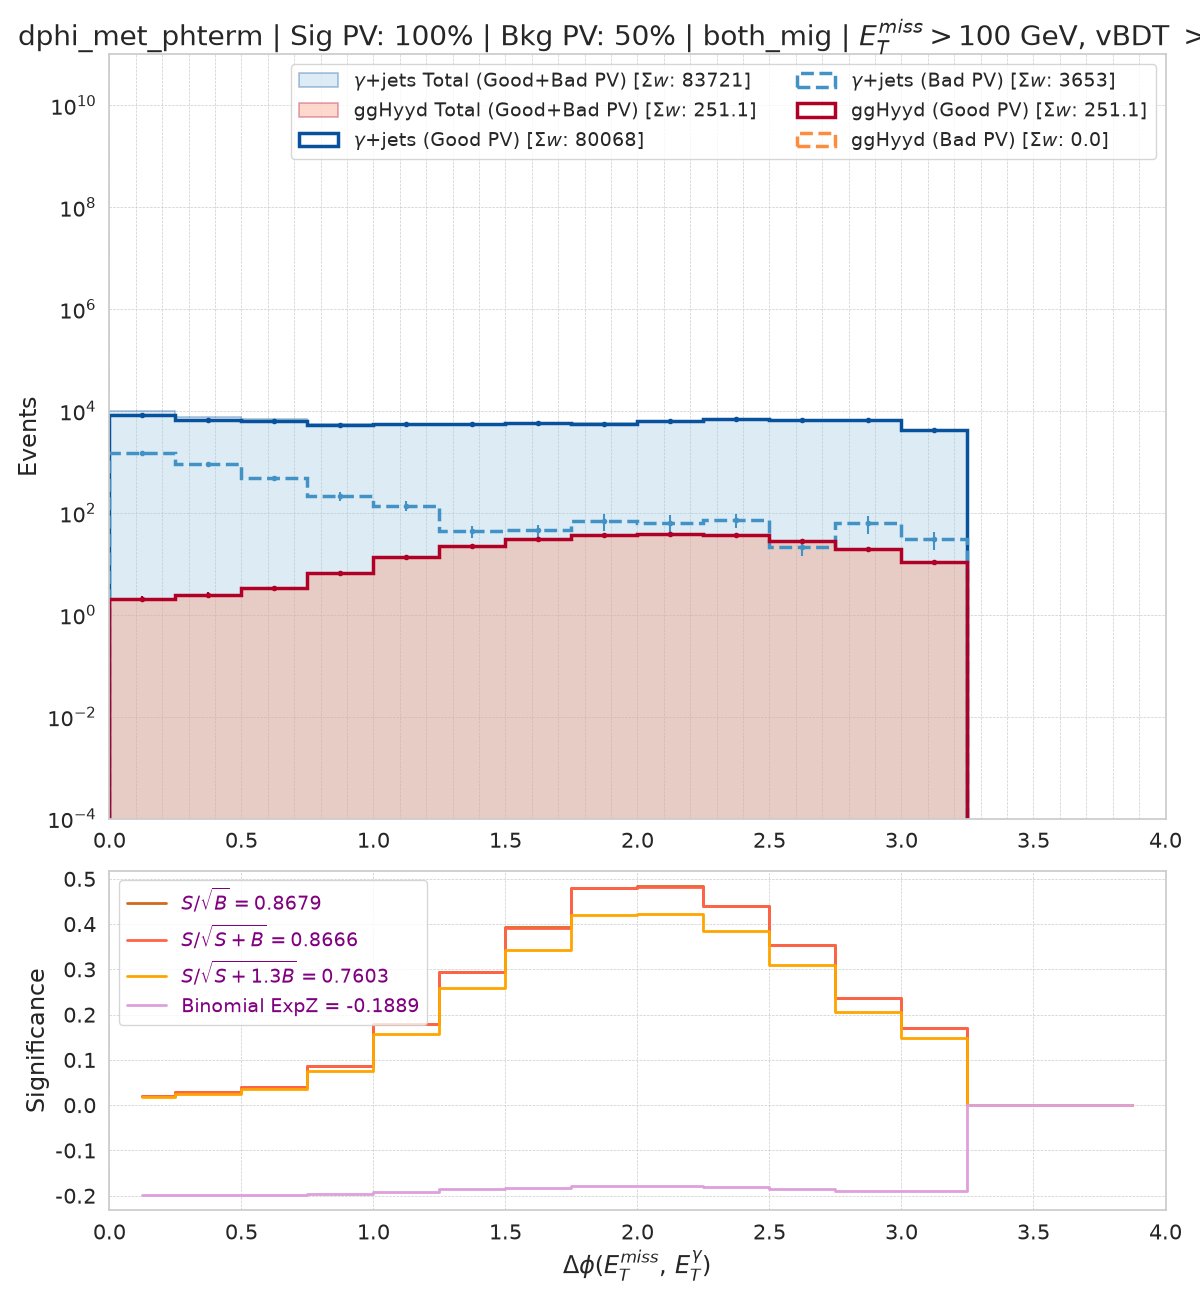 dphi_met_phterm | Sig PV: 100% | Bkg PV: 50% | both_mig | $E_T^{miss}$ > 100 GeV, vBDT >
γ+jets Total (Good+Bad PV) [Σw: 83721]
ggHyyd Total (Good+Bad PV) [Σw: 251.1]
γ+jets (Good PV) [Σw: 80068]
γ+jets (Bad PV) [Σw: 3653]
ggHyyd (Good PV) [Σw: 251.1]
ggHyyd (Bad PV) [Σw: 0.0]
Events
$10^{10}$
$10^{8}$
$10^{6}$
$10^{4}$
$10^{2}$
$10^{0}$
$10^{-2}$
$10^{-4}$
0.0 0.5 1.0 1.5 2.0 2.5 3.0 3.5 4.0
$S/\sqrt{B}$ = 0.8679
$S/\sqrt{S + B}$ = 0.8666
$S/\sqrt{S + 1.3B}$ = 0.7603
Binomial ExpZ = -0.1889
Significance
0.5
0.4
0.3
0.2
0.1
0.0
-0.1
-0.2
0.0 0.5 1.0 1.5 2.0 2.5 3.0 3.5 4.0
$\Delta\phi(E_T^{miss}, E_T^{\gamma})$